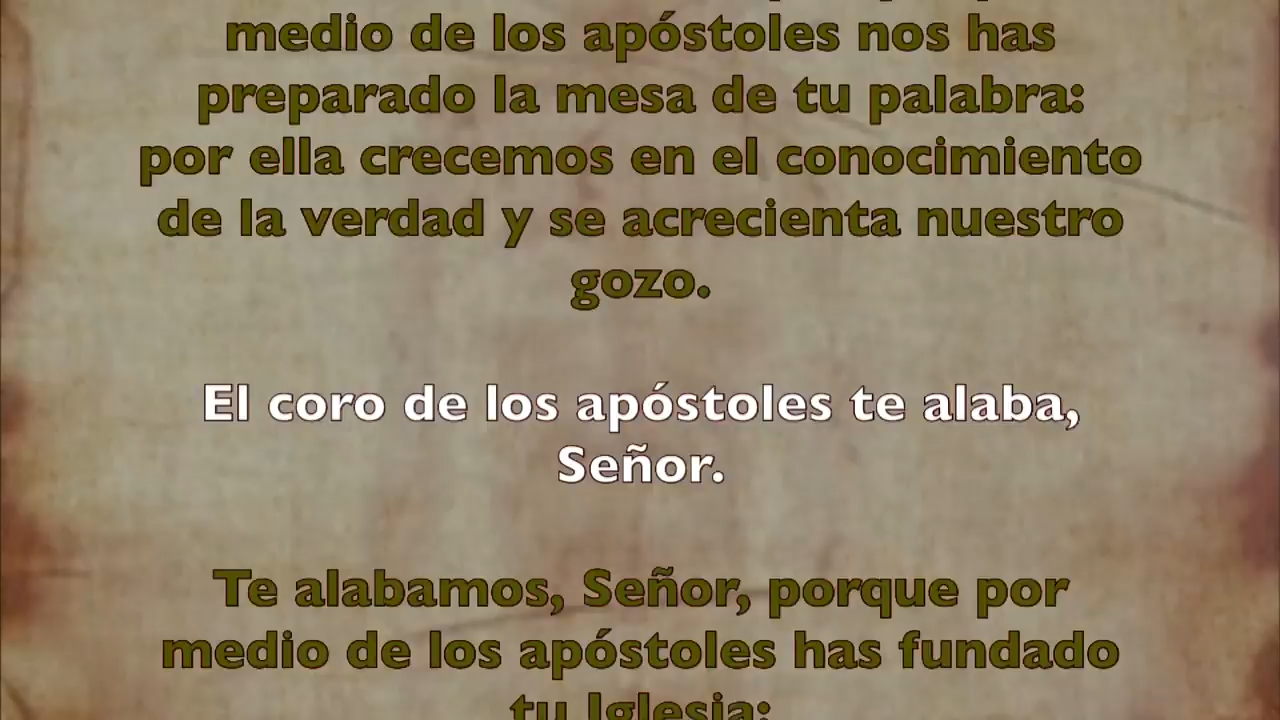 medio de los apóstoles nos has
preparado la mesa de tu palabra:
por ella crecemos en el conocimiento
de la verdad y se acrecienta nuestro
gozo.
El coro de los apóstoles te alaba,
Señor.
Te alabamos, Señor, porque por
medio de los apóstoles has fundado
tu Iglesia: